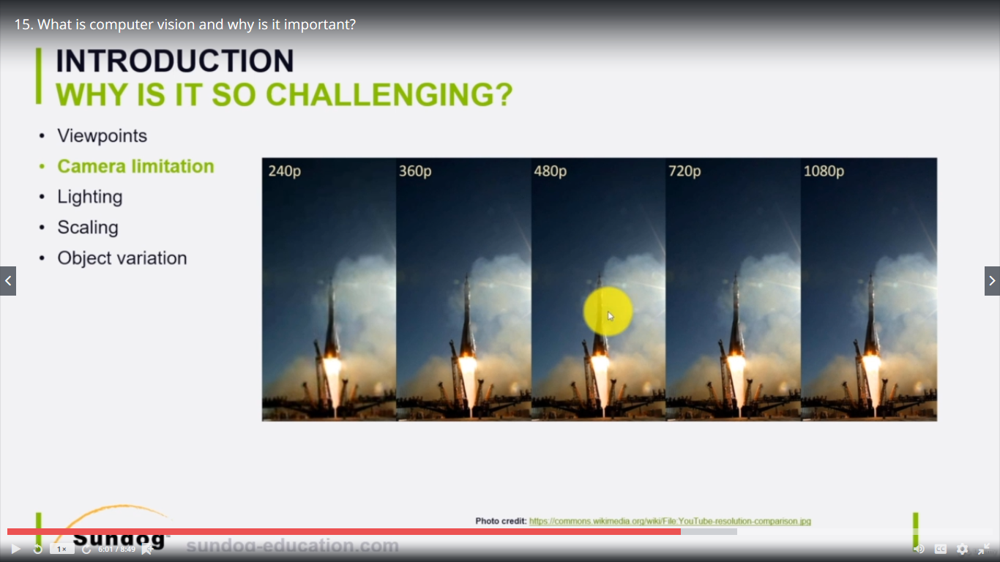 15. What is computer vision and why is it important?
INTRODUCTION
WHY IS IT SO CHALLENGING?
• Viewpoints
• Camera limitation
• Lighting
• Scaling
• Object variation
240p 360p 480p 720p 1080p
Photo credit: https://commons.wikimedia.org/wiki/File:YouTube-resolution-comparison.jpg
Sundog
sundog-education.com
1× 6:01 / 8:49 CC